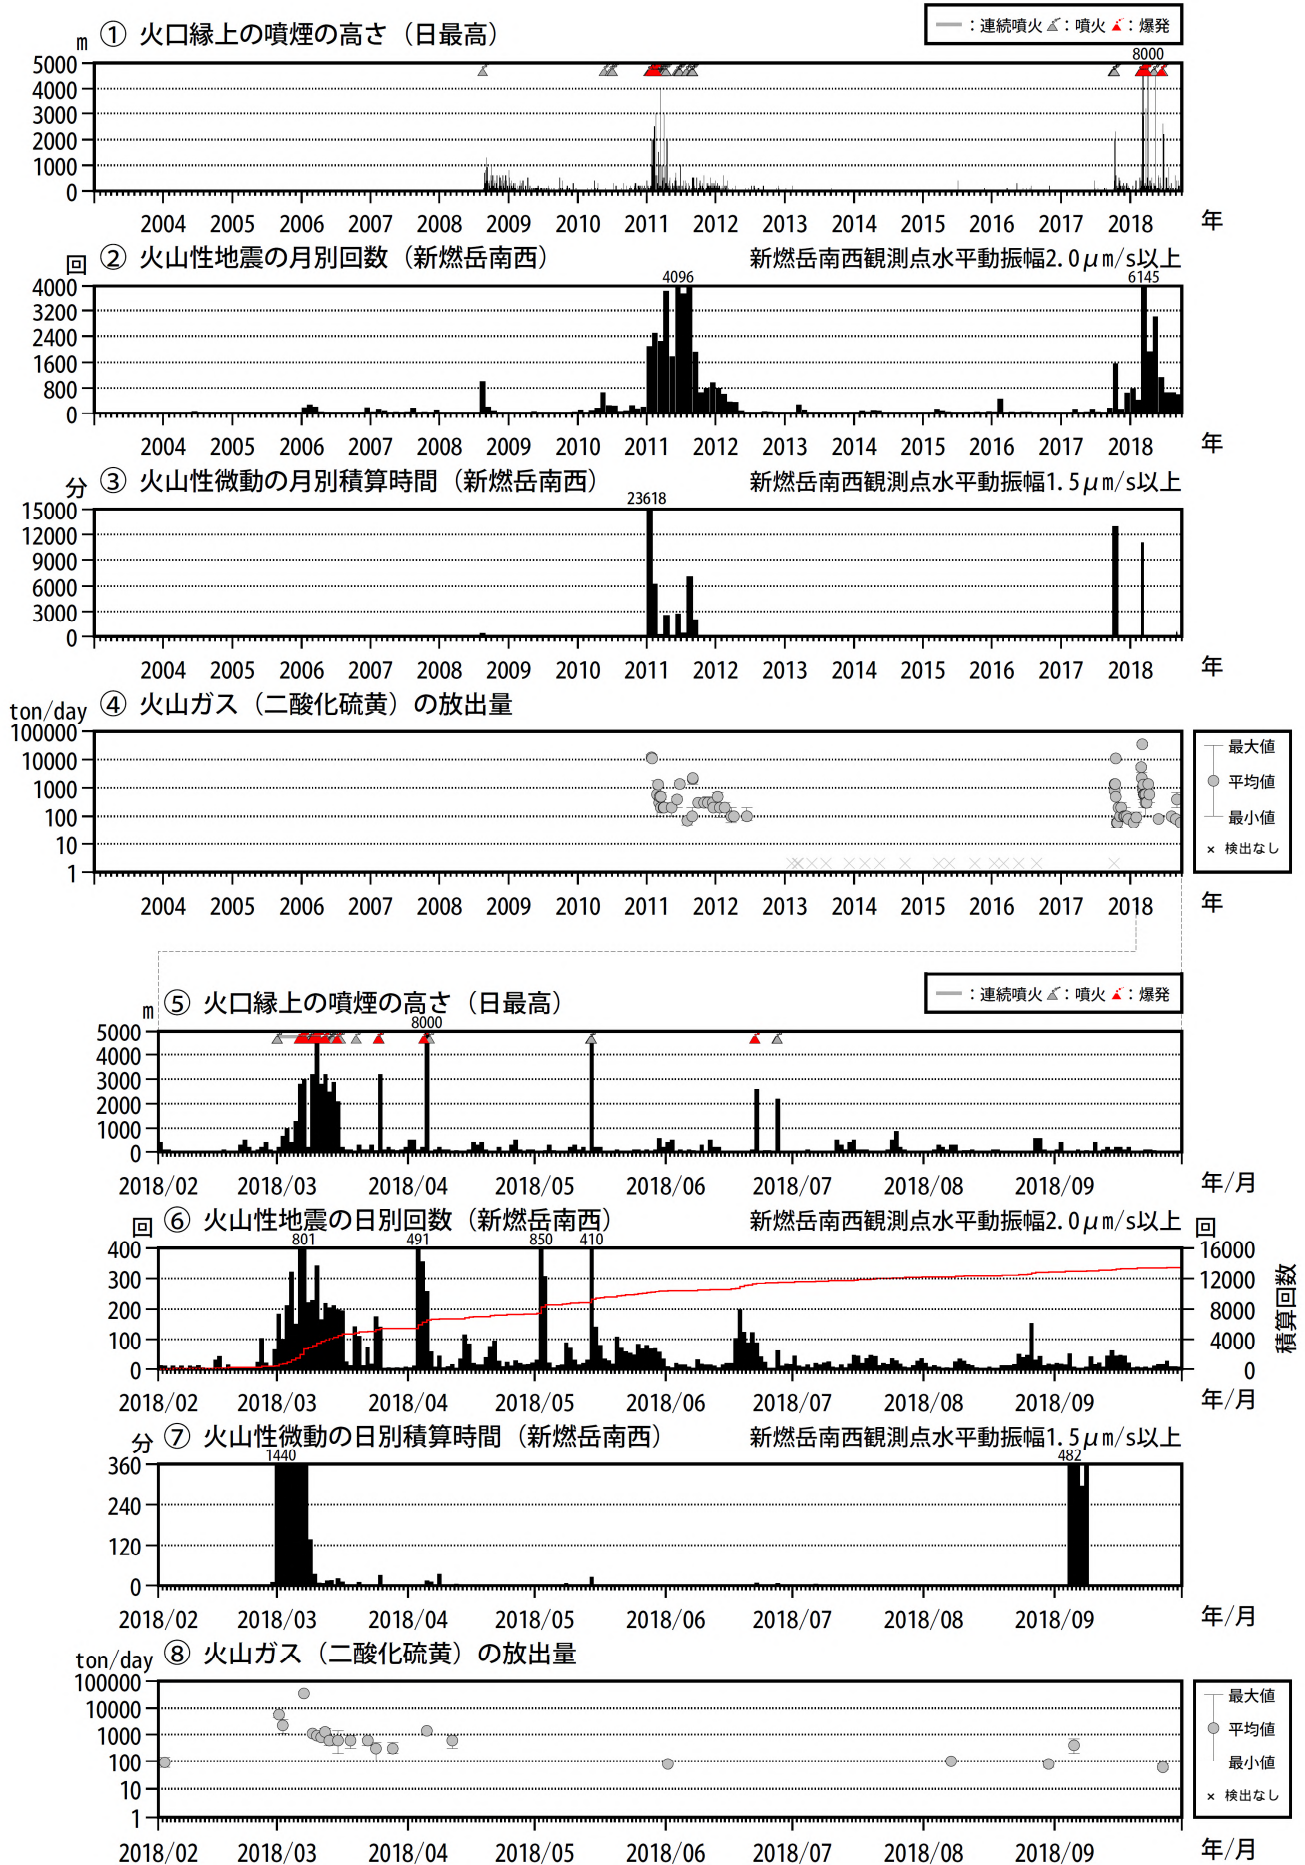 m ① 火口縁上の噴煙の高さ（日最高）
：連続噴火 ：噴火 ：爆発
8000
5000
4000
3000
2000
1000
0
2004 2005 2006 2007 2008 2009 2010 2011 2012 2013 2014 2015 2016 2017 2018 年
回 ② 火山性地震の月別回数（新燃岳南西） 新燃岳南西観測点水平動振幅2.0μm/s以上
4096 6145
4000
3200
2400
1600
800
0
2004 2005 2006 2007 2008 2009 2010 2011 2012 2013 2014 2015 2016 2017 2018 年
分 ③ 火山性微動の月別積算時間（新燃岳南西） 新燃岳南西観測点水平動振幅1.5μm/s以上
23618
15000
12000
9000
6000
3000
0
2004 2005 2006 2007 2008 2009 2010 2011 2012 2013 2014 2015 2016 2017 2018 年
ton/day ④ 火山ガス（二酸化硫黄）の放出量
100000
10000
1000
100
10
1
最大値
平均値
最小値
× 検出なし
2004 2005 2006 2007 2008 2009 2010 2011 2012 2013 2014 2015 2016 2017 2018 年
m ⑤ 火口縁上の噴煙の高さ（日最高）
：連続噴火 ：噴火 ：爆発
8000
5000
4000
3000
2000
1000
0
2018/02 2018/03 2018/04 2018/05 2018/06 2018/07 2018/08 2018/09 年/月
回 ⑥ 火山性地震の日別回数（新燃岳南西） 新燃岳南西観測点水平動振幅2.0μm/s以上 回
801 491 850 410
400 16000
300 12000
200 8000
100 4000
0 0
積算回数
2018/02 2018/03 2018/04 2018/05 2018/06 2018/07 2018/08 2018/09 年/月
分 ⑦ 火山性微動の日別積算時間（新燃岳南西） 新燃岳南西観測点水平動振幅1.5μm/s以上
1440 482
360
240
120
0
2018/02 2018/03 2018/04 2018/05 2018/06 2018/07 2018/08 2018/09 年/月
ton/day ⑧ 火山ガス（二酸化硫黄）の放出量
100000
10000
1000
100
10
1
最大値
平均値
最小値
× 検出なし
2018/02 2018/03 2018/04 2018/05 2018/06 2018/07 2018/08 2018/09 年/月